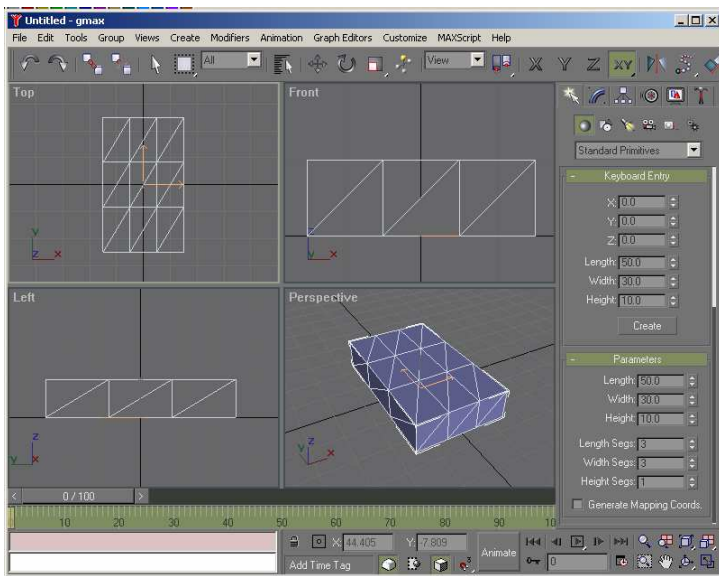 Untitled - gmax
File Edit Tools Group Views Create Modifiers Animation Graph Editors Customize MAXScript Help
All View X Y Z XY
Top
Front
Standard Primitives
- Keyboard Entry
X: 0.0
Y: 0.0
Z: 0.0
Length: 50.0
Width: 30.0
Height: 10.0
Create
y
z x
y x
Left
Perspective
- Parameters
Length: 50.0
Width: 30.0
Height: 10.0
Length Segs: 3
Width Segs: 3
Height Segs: 1
Generate Mapping Coords.
z
y x
z
y x
< 0 / 100 >
0 10 20 30 40 50 60 70 80 90 10
X: 44.405 Y: -7.809
Animate
Add Time Tag
0